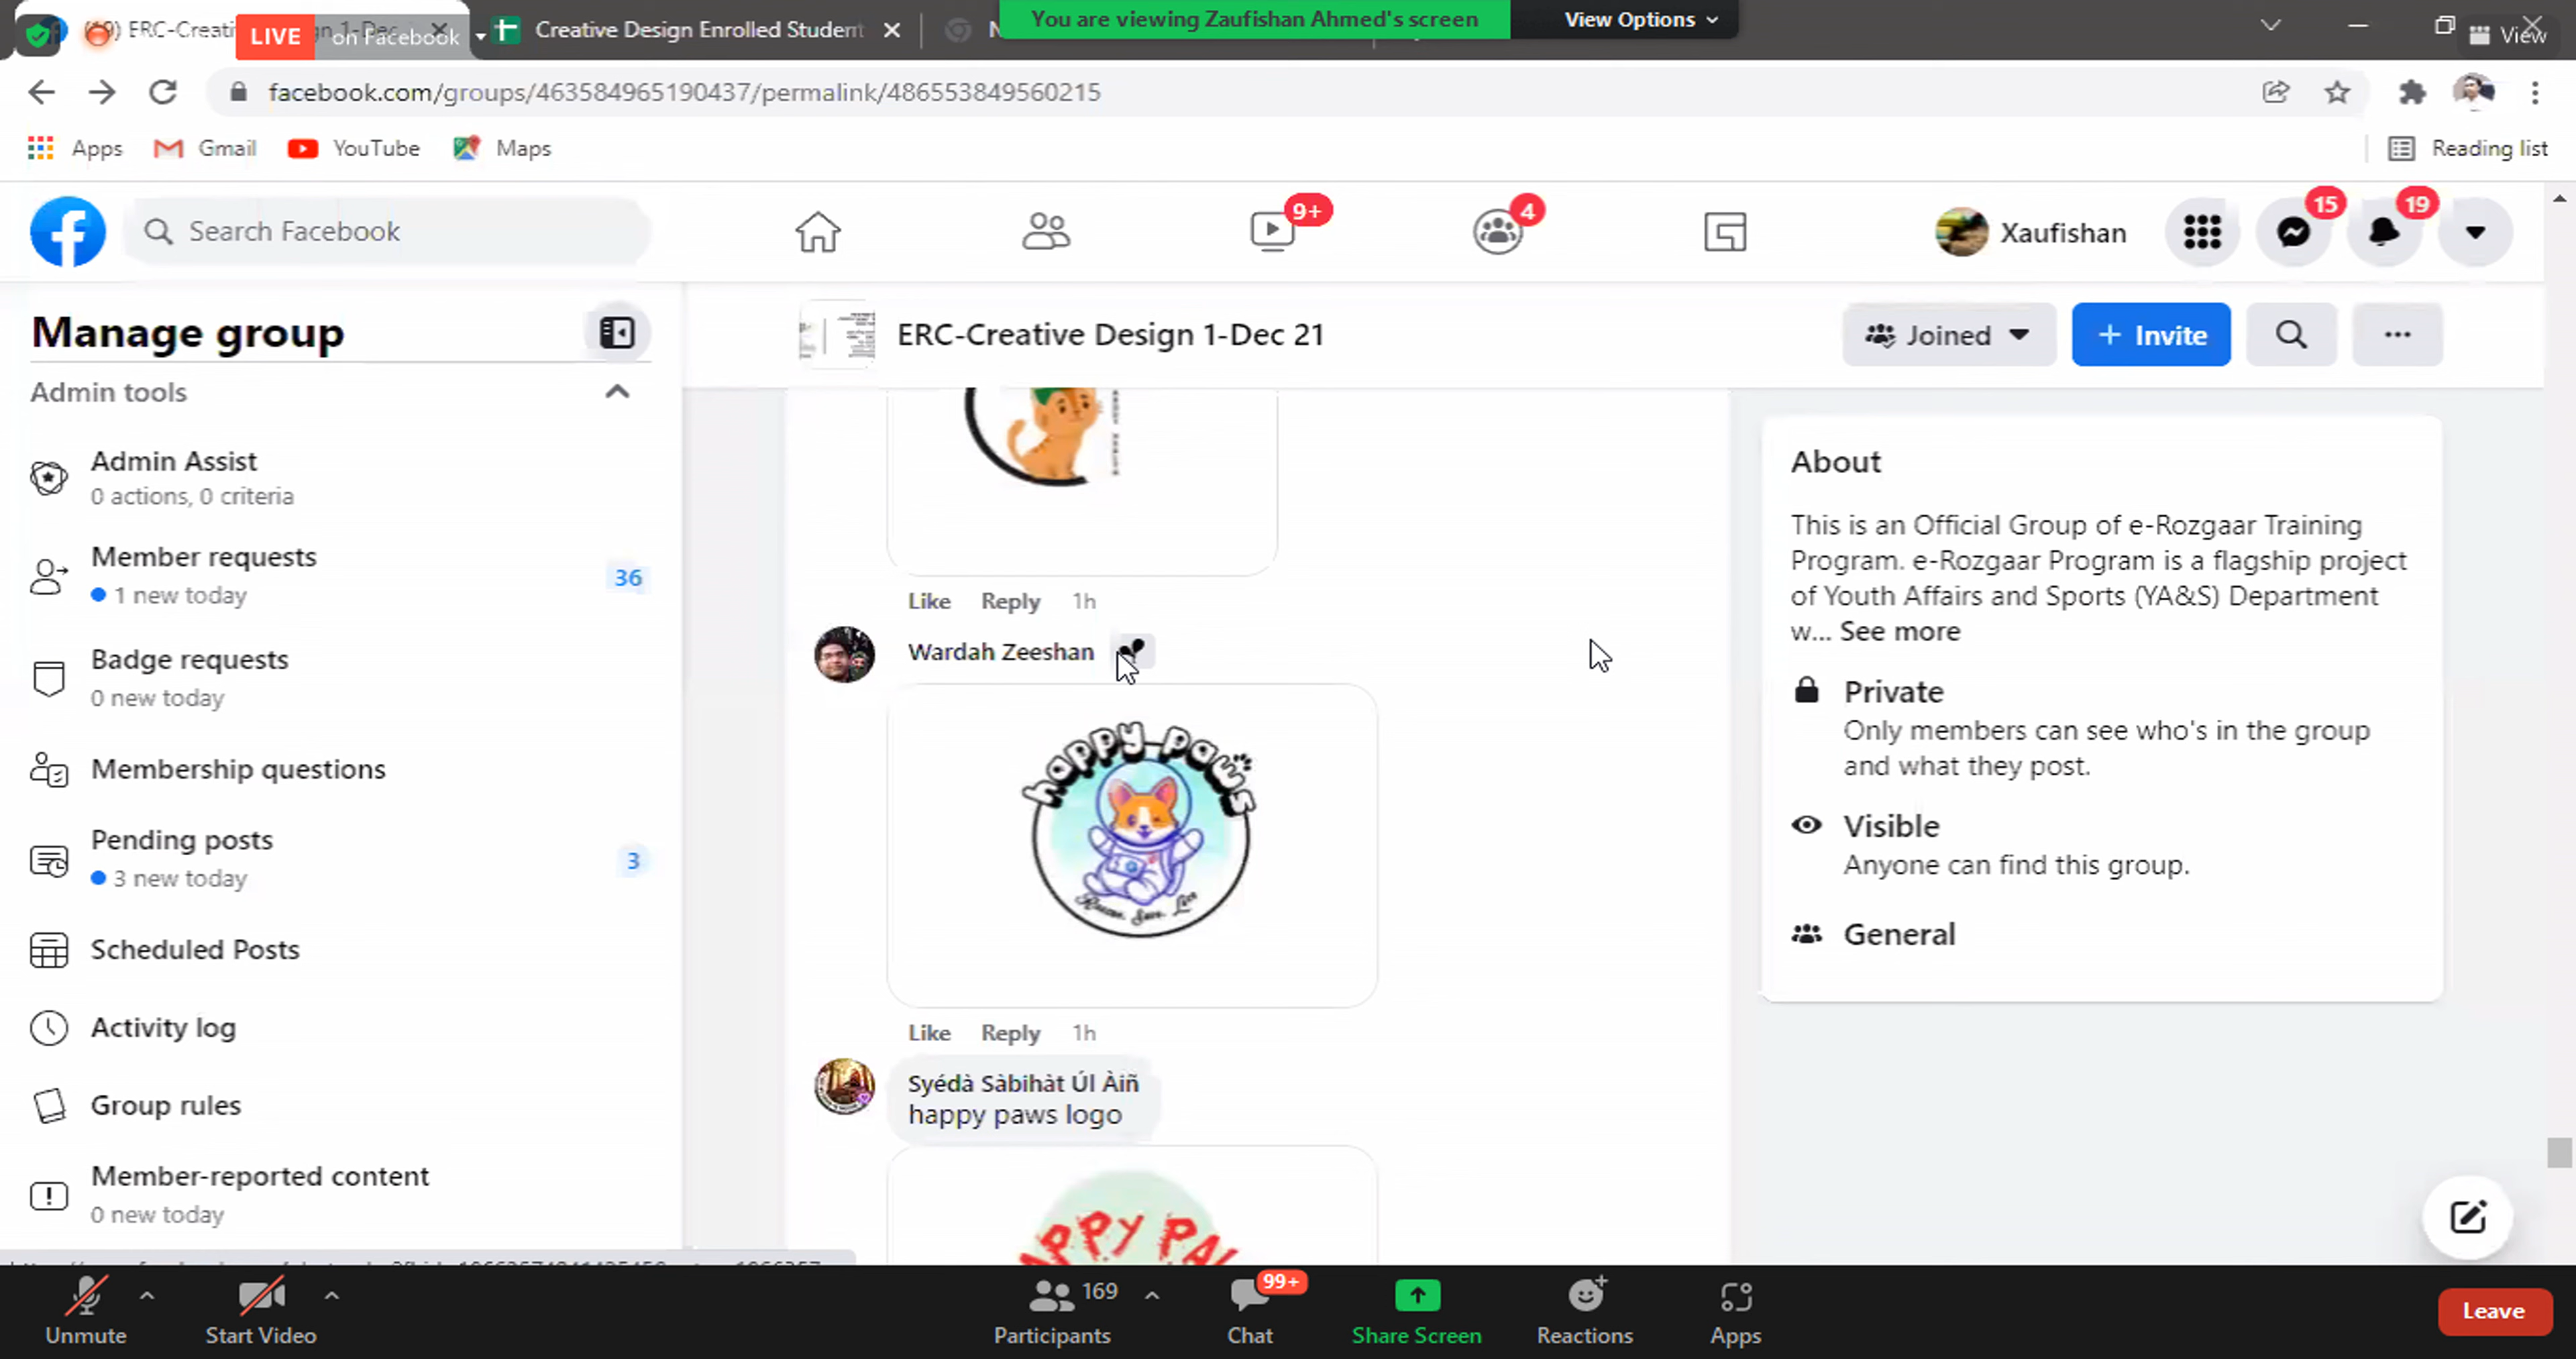 ERC-Creati
LIVE on Facebook
Creative Design Enrolled Student
You are viewing Zaufishan Ahmed's screen
View Options
View
facebook.com/groups/463584965190437/permalink/486553849560215
Apps
Gmail
YouTube
Maps
Reading list
Search Facebook
9+
4
Xaufishan
15
19
Manage group
ERC-Creative Design 1-Dec 21
Joined
+ Invite
Admin tools
Admin Assist
0 actions, 0 criteria
Member requests
1 new today
36
Badge requests
0 new today
Membership questions
Pending posts
3 new today
3
Scheduled Posts
Activity log
Group rules
Member-reported content
0 new today
Like Reply 1h
Wardah Zeeshan
happy paws
Like Reply 1h
Syédà Sàbihàt Úl Àiñ
happy paws logo
About
This is an Official Group of e-Rozgaar Training
Program. e-Rozgaar Program is a flagship project
of Youth Affairs and Sports (YA&S) Department
w... See more
Private
Only members can see who's in the group
and what they post.
Visible
Anyone can find this group.
General
Unmute
Start Video
169
Participants
99+
Chat
Share Screen
Reactions
Apps
Leave